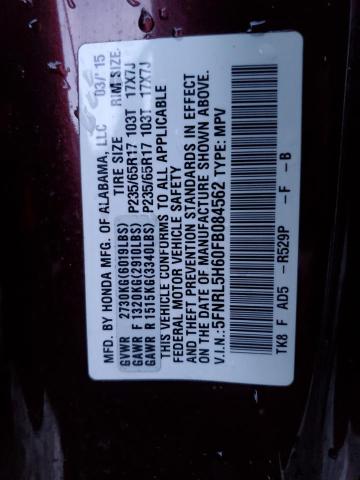 MFG. BY HONDA MFG. OF ALABAMA, LLC 03/'15
TIRE SIZE RIM SIZE
GVWR 2730KG(6019LBS)
GAWR F 1320KG(2910LBS) P235/65R17 103T 17X7J
GAWR R 1515KG(3340LBS) P235/65R17 103T 17X7J
THIS VEHICLE CONFORMS TO ALL APPLICABLE
FEDERAL MOTOR VEHICLE SAFETY
AND THEFT PREVENTION STANDARDS IN EFFECT
ON THE DATE OF MANUFACTURE SHOWN ABOVE.
V.I.N.: 5FNRL5H60FB084562 TYPE: MPV
TK8 F AD5 -R529P -F -B